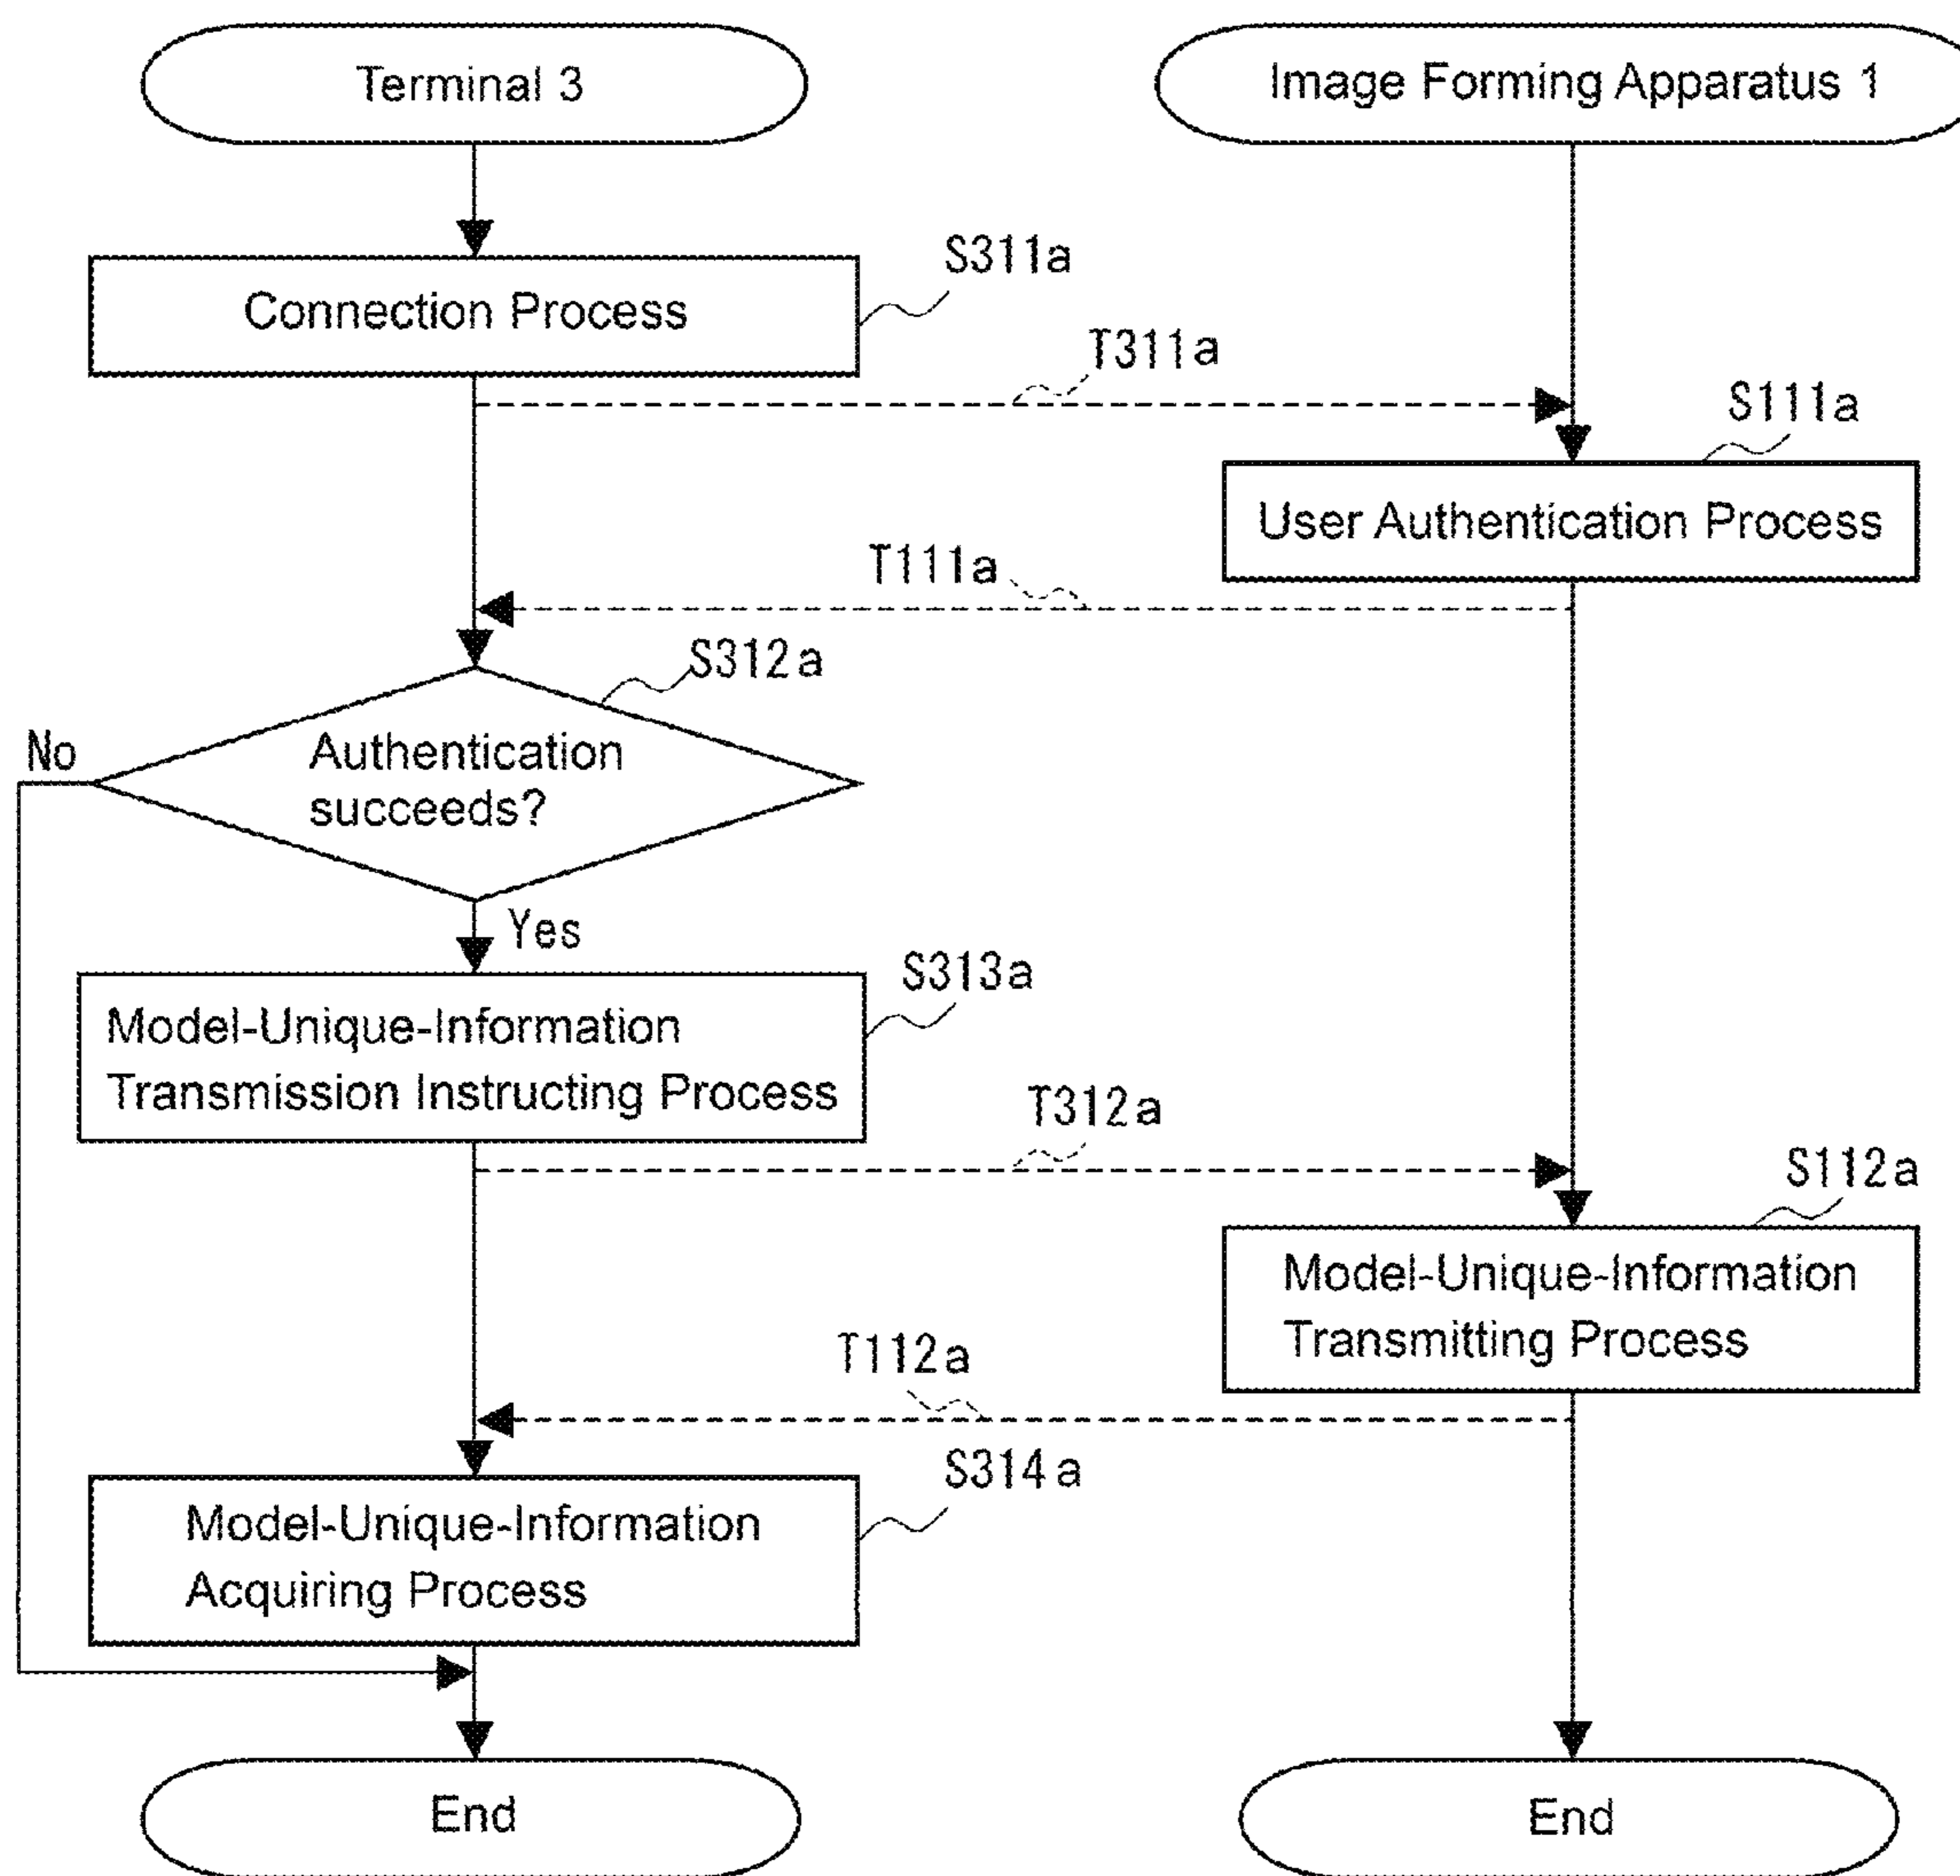 Terminal 3
Image Forming Apparatus 1
S311a
Connection Process
T311a
S111a
User Authentication Process
T111a
S312a
No
Authentication
succeeds?
Yes
S313a
Model-Unique-Information
Transmission Instructing Process
T312a
S112a
Model-Unique-Information
Transmitting Process
T112a
S314a
Model-Unique-Information
Acquiring Process
End
End